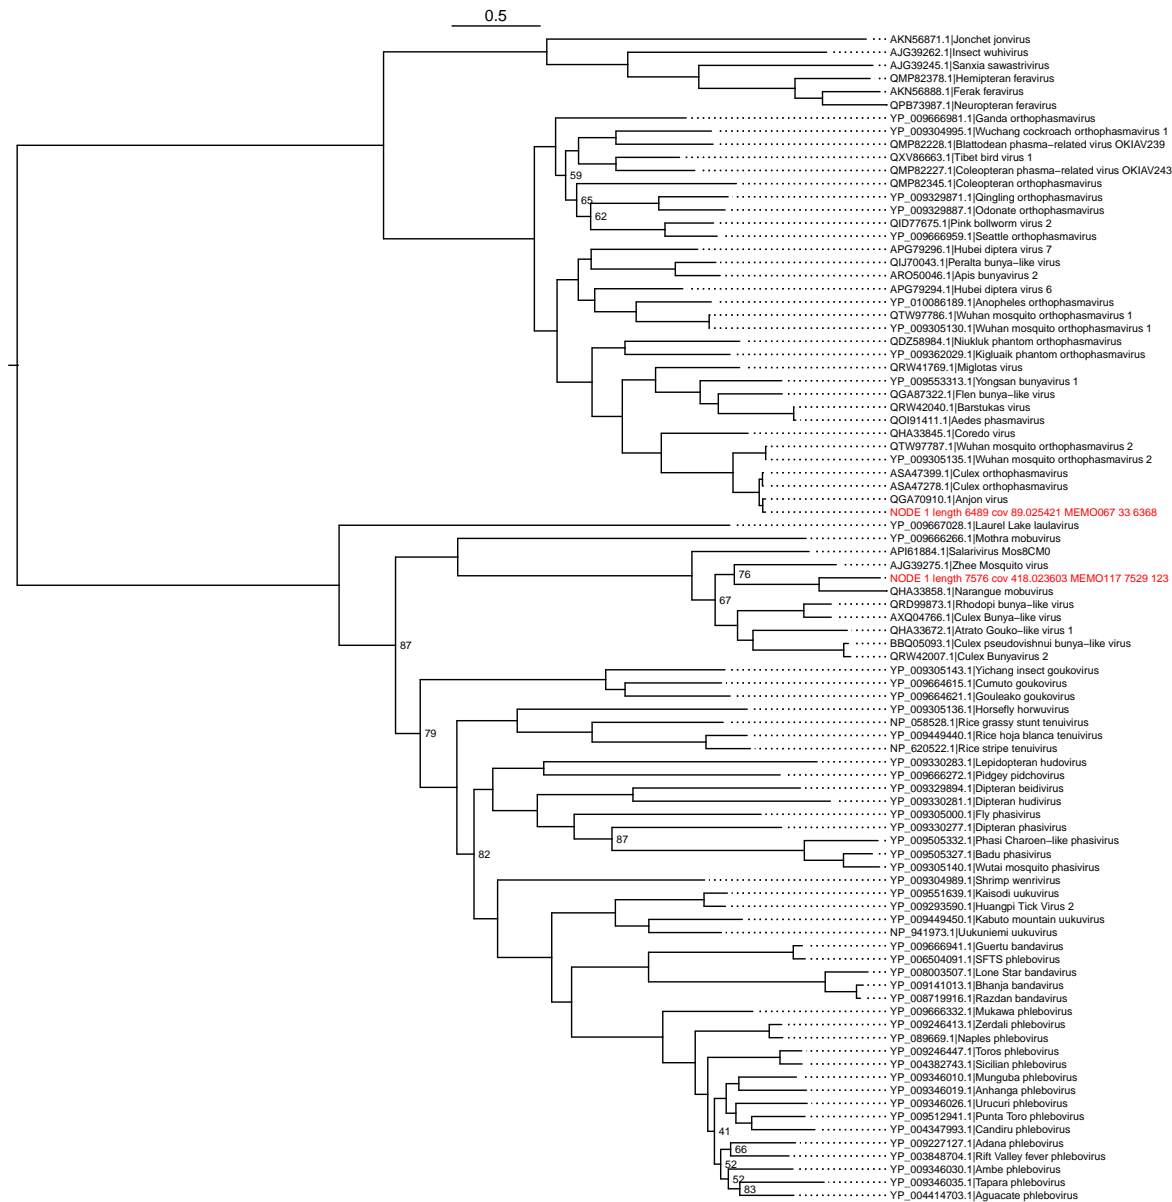 0.5
AKN56871.1|Jonchet jonvirus
AJG39262.1|Insect wuhivirus
AJG39245.1|Sanxia sawastrivirus
QMP82378.1|Hemipteran feravirus
AKN56888.1|Ferak feravirus
QPB73987.1|Neuropteran feravirus
YP_009666981.1|Ganda orthophasmavirus
YP_009304995.1|Wuchang cockroach orthophasmavirus 1
QMP82228.1|Blattodean phasma−related virus OKIAV239
QXV86663.1|Tibet bird virus 1
59
QMP82227.1|Coleopteran phasma−related virus OKIAV243
QMP82345.1|Coleopteran orthophasmavirus
65
YP_009329871.1|Qingling orthophasmavirus
YP_009329887.1|Odonate orthophasmavirus
62
QID77675.1|Pink bollworm virus 2
YP_009666959.1|Seattle orthophasmavirus
APG79296.1|Hubei diptera virus 7
QIJ70043.1|Peralta bunya−like virus
ARO50046.1|Apis bunyavirus 2
APG79294.1|Hubei diptera virus 6
YP_010086189.1|Anopheles orthophasmavirus
QTW97786.1|Wuhan mosquito orthophasmavirus 1
YP_009305130.1|Wuhan mosquito orthophasmavirus 1
QDZ58984.1|Niukluk phantom orthophasmavirus
YP_009362029.1|Kigluaik phantom orthophasmavirus
QRW41769.1|Miglotas virus
YP_009553313.1|Yongsan bunyavirus 1
QGA87322.1|Flen bunya−like virus
QRW42040.1|Barstukas virus
QOI91411.1|Aedes phasmavirus
QHA33845.1|Coredo virus
QTW97787.1|Wuhan mosquito orthophasmavirus 2
YP_009305135.1|Wuhan mosquito orthophasmavirus 2
ASA47399.1|Culex orthophasmavirus
ASA47278.1|Culex orthophasmavirus
QGA70910.1|Anjon virus
NODE 1 length 6489 cov 89.025421 MEMO067 33 6368
YP_009667028.1|Laurel Lake laulavirus
YP_009666266.1|Mothra mobuvirus
API61884.1|Salarivirus Mos8CM0
AJG39275.1|Zhee Mosquito virus
76
NODE 1 length 7576 cov 418.023603 MEMO117 7529 123
QHA33858.1|Narangue mobuvirus
67
QRD99873.1|Rhodopi bunya−like virus
AXQ04766.1|Culex Bunya−like virus
QHA33672.1|Atrato Gouko−like virus 1
BBQ05093.1|Culex pseudovishnui bunya−like virus
87
QRW42007.1|Culex Bunyavirus 2
YP_009305143.1|Yichang insect goukovirus
YP_009664615.1|Cumuto goukovirus
YP_009664621.1|Gouleako goukovirus
YP_009305136.1|Horsefly horwuvirus
NP_058528.1|Rice grassy stunt tenuivirus
79
YP_009449440.1|Rice hoja blanca tenuivirus
NP_620522.1|Rice stripe tenuivirus
YP_009330283.1|Lepidopteran hudovirus
YP_009666272.1|Pidgey pidchovirus
YP_009329894.1|Dipteran beidivirus
YP_009330281.1|Dipteran hudivirus
YP_009305000.1|Fly phasivirus
YP_009330277.1|Dipteran phasivirus
87
YP_009505332.1|Phasi Charoen−like phasivirus
82
YP_009505327.1|Badu phasivirus
YP_009305140.1|Wutai mosquito phasivirus
YP_009304989.1|Shrimp wenrivirus
YP_009551639.1|Kaisodi uukuvirus
YP_009293590.1|Huangpi Tick Virus 2
YP_009449450.1|Kabuto mountain uukuvirus
NP_941973.1|Uukuniemi uukuvirus
YP_009666941.1|Guertu bandavirus
YP_006504091.1|SFTS phlebovirus
YP_008003507.1|Lone Star bandavirus
YP_009141013.1|Bhanja bandavirus
YP_008719916.1|Razdan bandavirus
YP_009666332.1|Mukawa phlebovirus
YP_009246413.1|Zerdali phlebovirus
YP_089669.1|Naples phlebovirus
YP_009246447.1|Toros phlebovirus
YP_004382743.1|Sicilian phlebovirus
YP_009346010.1|Munguba phlebovirus
YP_009346019.1|Anhanga phlebovirus
YP_009346026.1|Urucuri phlebovirus
YP_009512941.1|Punta Toro phlebovirus
41
YP_004347993.1|Candiru phlebovirus
YP_009227127.1|Adana phlebovirus
66
YP_003848704.1|Rift Valley fever phlebovirus
52
YP_009346030.1|Ambe phlebovirus
52
YP_009346035.1|Tapara phlebovirus
83
YP_004414703.1|Aguacate phlebovirus